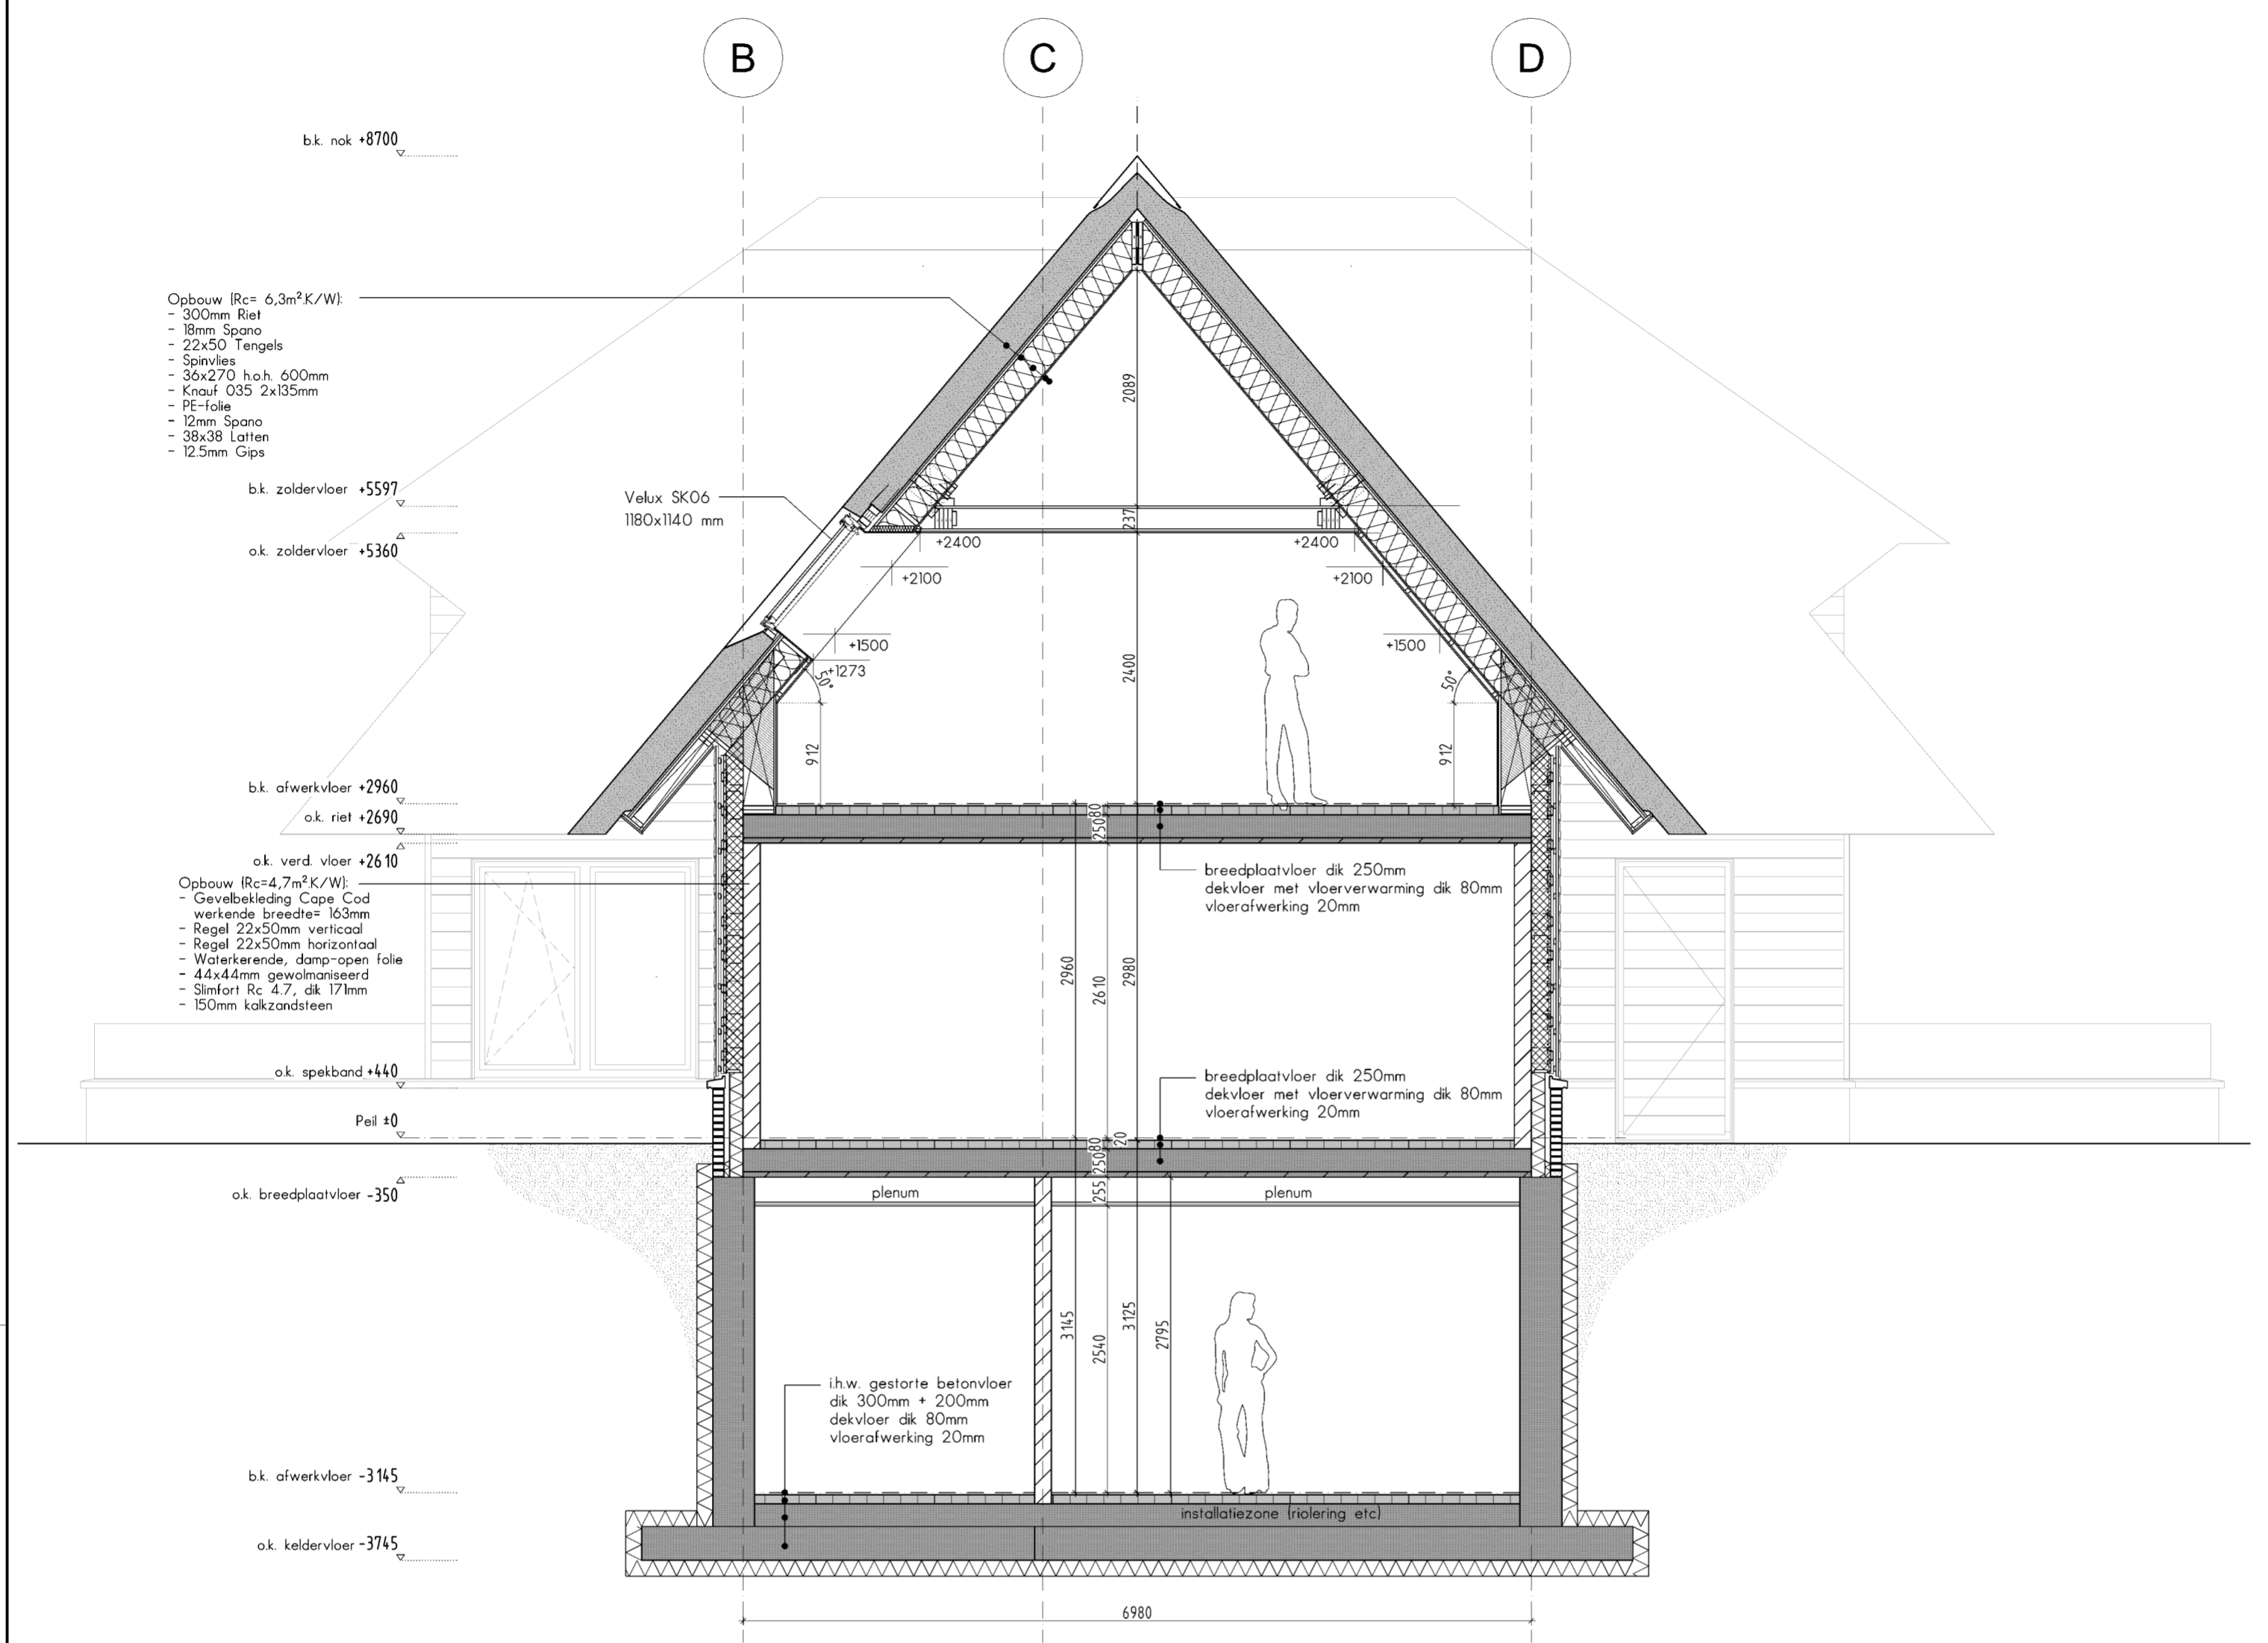 B
C
D
b.k. nok +8700
Opbouw (Rc= 6,3m².K/W):
- 300mm Riet
- 18mm Spano
- 22x50 Tengels
- Spinvlies
- 36x270 h.o.h. 600mm
- Knauf 035 2x135mm
- PE-folie
- 12mm Spano
- 38x38 Latten
- 12.5mm Gips
2089
b.k. zoldervloer +5597
Velux SK06
1180x1140 mm
237
o.k. zoldervloer +5360
+2400
+2400
+2100
+2100
+1500
+1500
+1273
50°
50°
2400
912
912
b.k. afwerkvloer +2960
o.k. riet +2690
25080
o.k. verd. vloer +2610
breedplaatvloer dik 250mm
dekvloer met vloerverwarming dik 80mm
vloerafwerking 20mm
Opbouw (Rc=4,7m².K/W):
- Gevelbekleding Cape Cod
werkende breedte= 163mm
- Regel 22x50mm verticaal
- Regel 22x50mm horizontaal
- Waterkerende, damp-open folie
- 44x44mm gewolmaniseerd
- Slimfort Rc 4.7, dik 171mm
- 150mm kalkzandsteen
2960
2610
2980
o.k. spekband +440
breedplaatvloer dik 250mm
dekvloer met vloerverwarming dik 80mm
vloerafwerking 20mm
Peil ±0
20
25080
255
o.k. breedplaatvloer -350
plenum
plenum
3145
2540
3125
2795
i.h.w. gestorte betonvloer
dik 300mm + 200mm
dekvloer dik 80mm
vloerafwerking 20mm
b.k. afwerkvloer -3145
installatiezone (riolering etc)
o.k. keldervloer -3745
6980